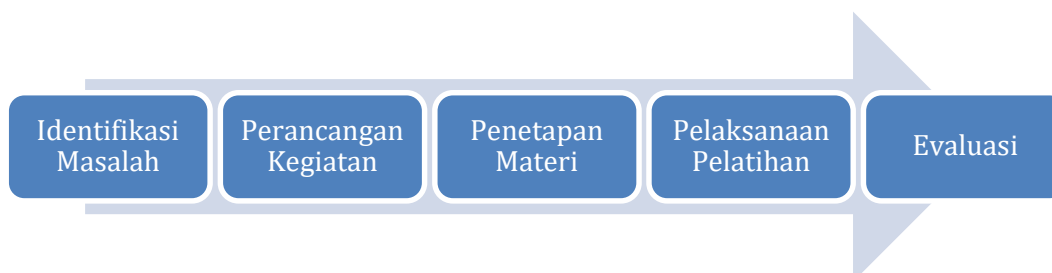 Identifikasi
Masalah
Perancangan
Kegiatan
Penetapan
Materi
Pelaksanaan
Pelatihan
Evaluasi